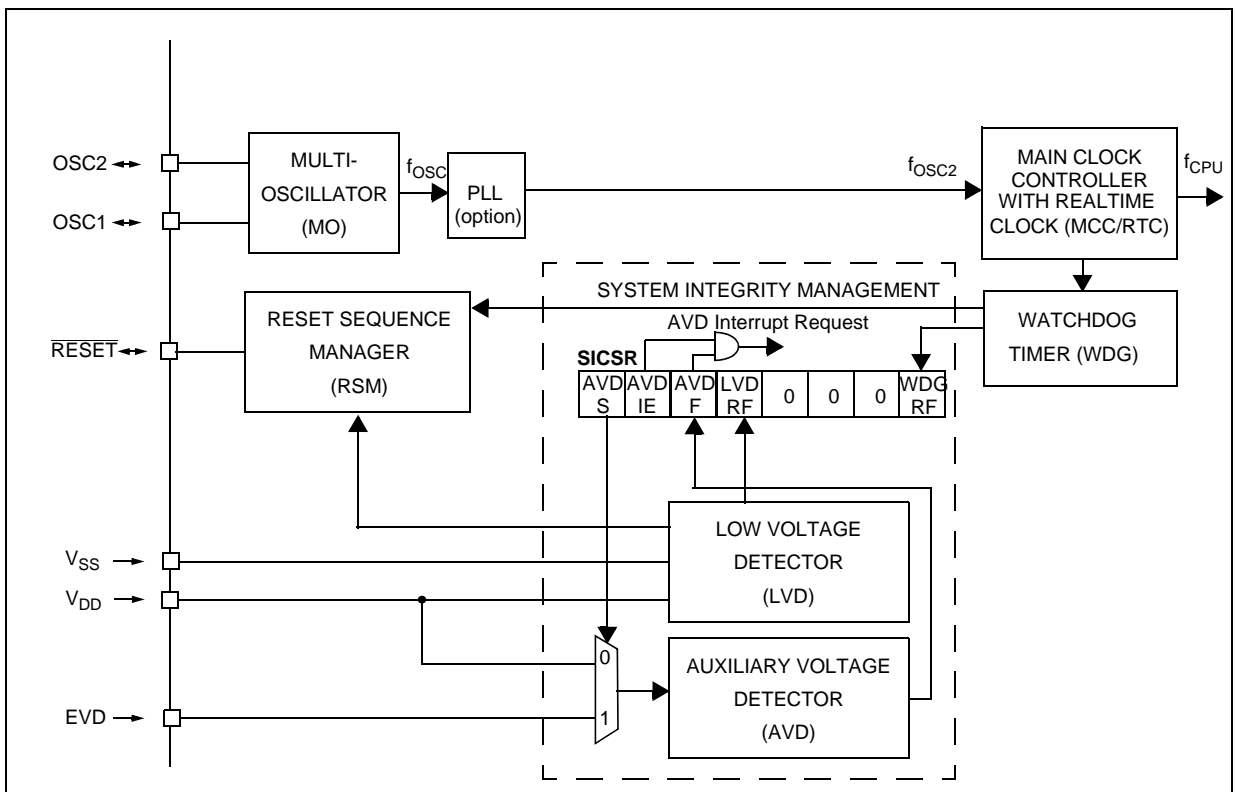 OSC2
MULTI-
OSCILLATOR
(MO)
fOSC
PLL
(option)
fOSC2
MAIN CLOCK
CONTROLLER
WITH REALTIME
CLOCK (MCC/RTC)
fCPU
OSC1
SYSTEM INTEGRITY MANAGEMENT
RESET SEQUENCE
MANAGER
(RSM)
RESET
AVD Interrupt Request
WATCHDOG
TIMER (WDG)
SICSR
AVD AVD AVD LVD WDG
S IE F RF 0 0 0 RF
LOW VOLTAGE
DETECTOR
(LVD)
VSS
VDD
0
1
AUXILIARY VOLTAGE
DETECTOR
(AVD)
EVD